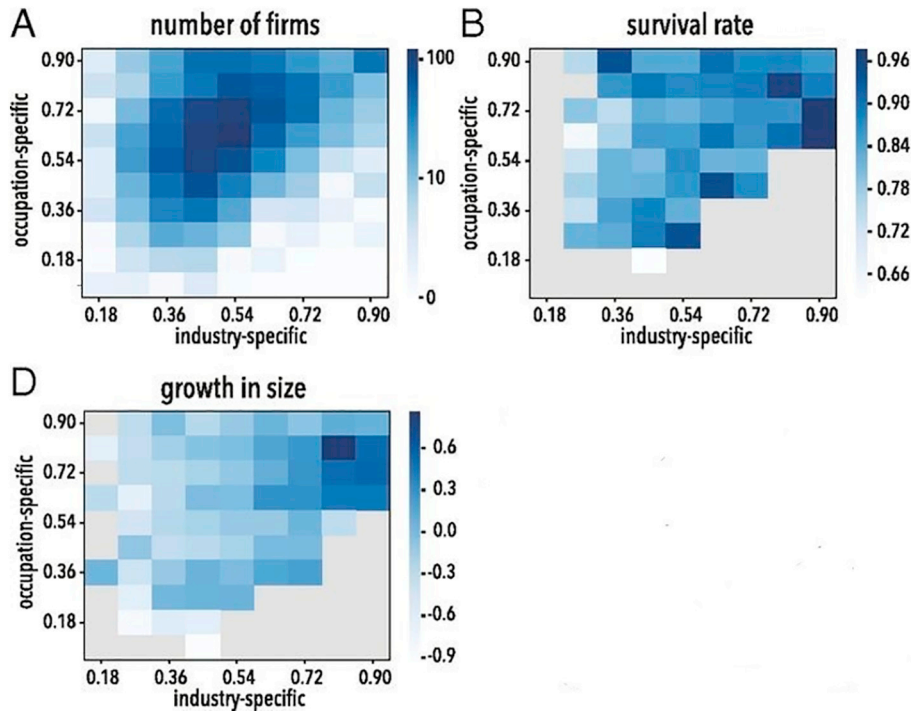 A
number of firms
occupation-specific
0.90
0.72
0.54
0.36
0.18
0.18 0.36 0.54 0.72 0.90
industry-specific
100
10
0
B
survival rate
occupation-specific
0.90
0.72
0.54
0.36
0.18
0.18 0.36 0.54 0.72 0.90
industry-specific
0.96
0.90
0.84
0.78
0.72
0.66
D
growth in size
occupation-specific
0.90
0.72
0.54
0.36
0.18
0.18 0.36 0.54 0.72 0.90
industry-specific
0.6
0.3
0.0
-0.3
-0.6
-0.9